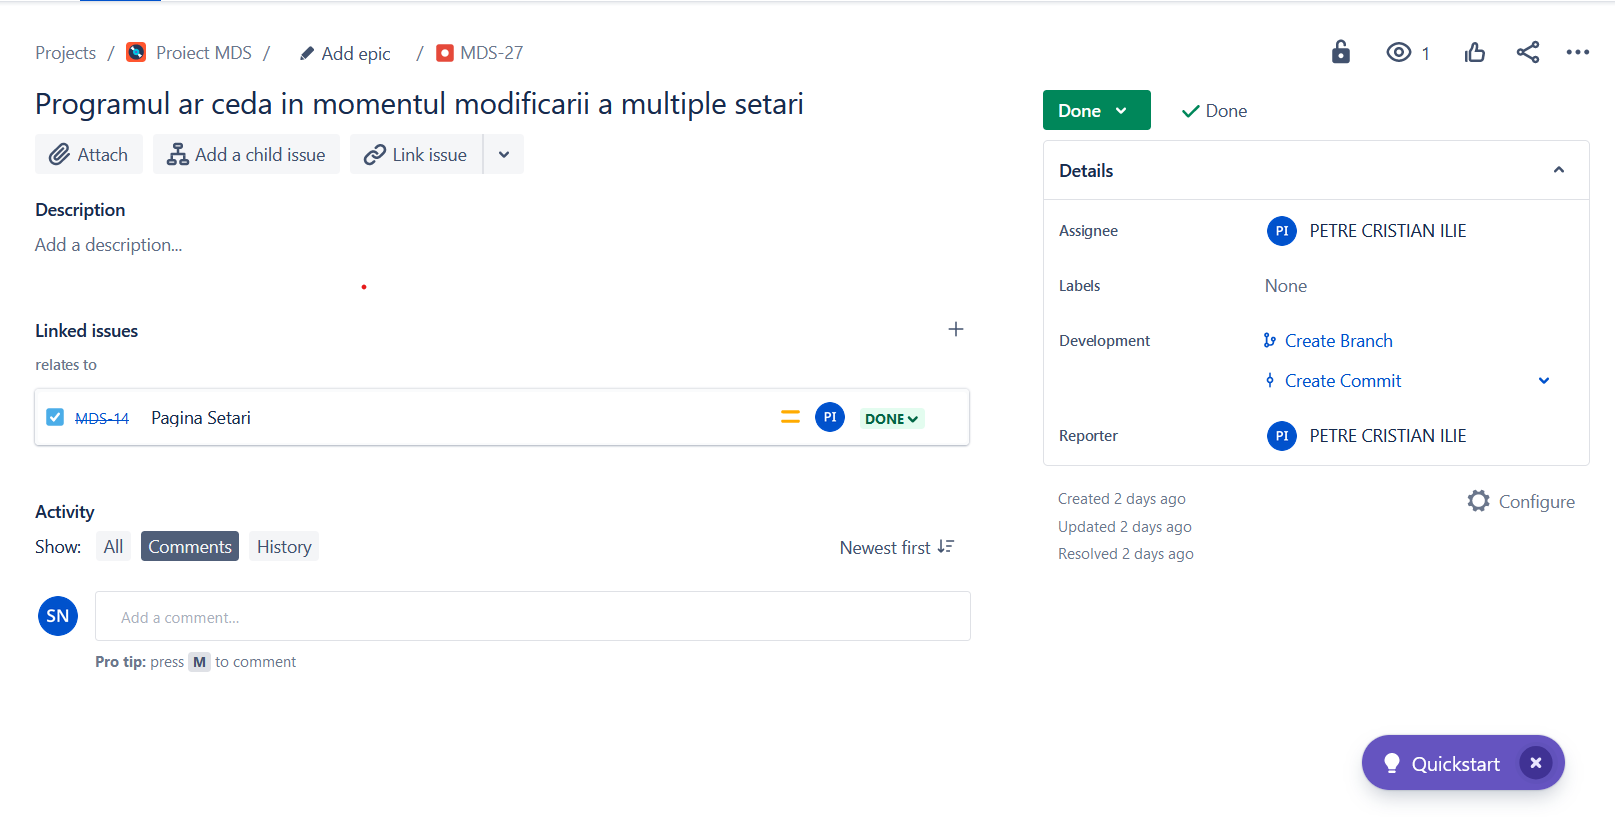 Projects / Proiect MDS / Add epic / MDS-27
1
Programul ar ceda in momentul modificarii a multiple setari
Attach Add a child issue Link issue
Description
Add a description...
Linked issues
relates to
MDS-14 Pagina Setari PI DONE
Activity
Show: All Comments History Newest first
SN Add a comment...
Pro tip: press M to comment
Done Done
Details
Assignee PI PETRE CRISTIAN ILIE
Labels None
Development Create Branch
Create Commit
Reporter PI PETRE CRISTIAN ILIE
Created 2 days ago
Updated 2 days ago
Resolved 2 days ago
Configure
Quickstart